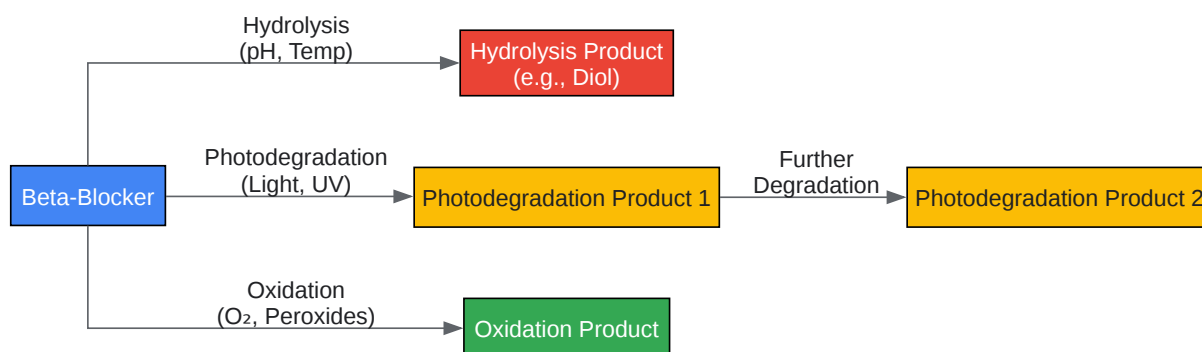 Hydrolysis
(pH, Temp)
Hydrolysis Product
(e.g., Diol)
Beta-Blocker
Photodegradation
(Light, UV)
Photodegradation Product 1
Further
Degradation
Photodegradation Product 2
Oxidation
(O₂, Peroxides)
Oxidation Product